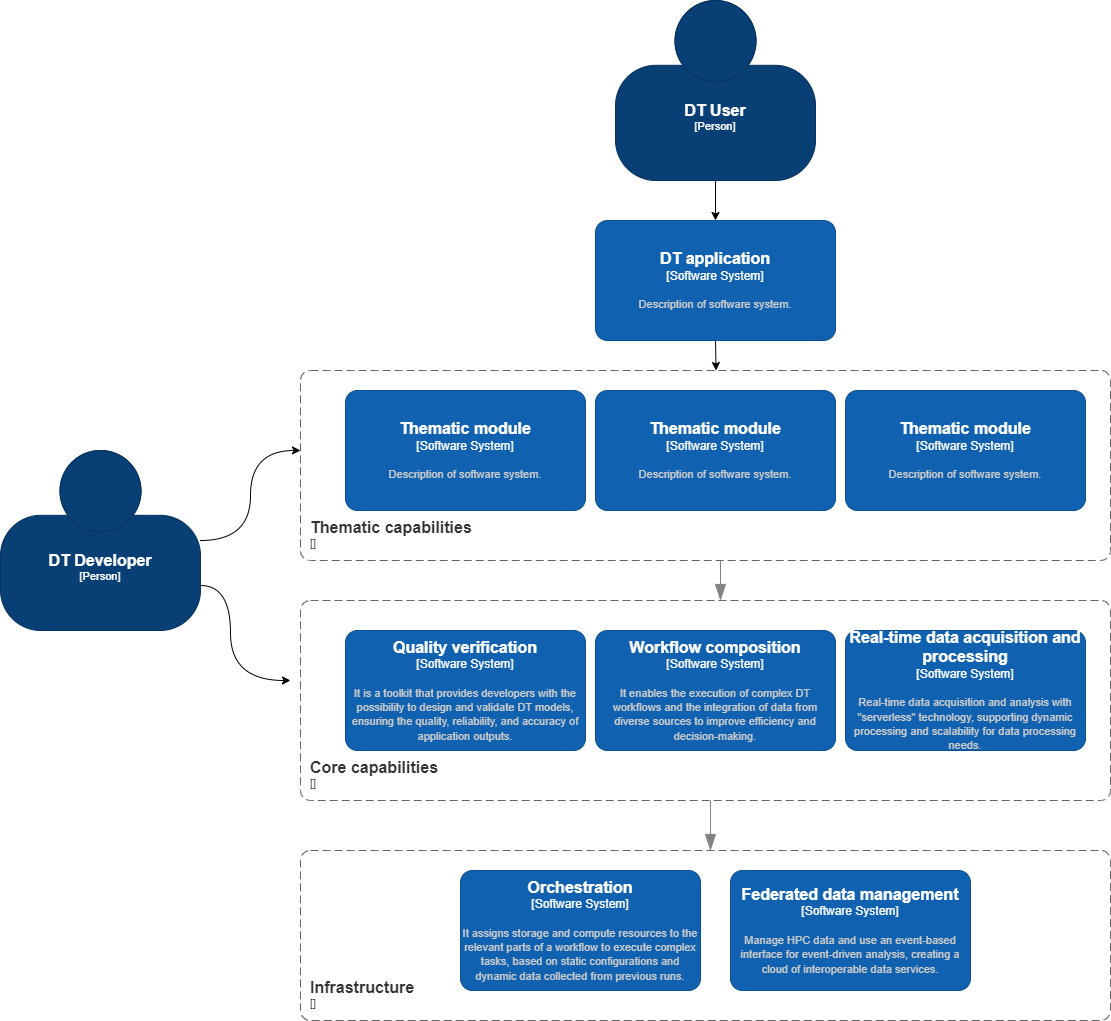 DT User
[Person]
DT application
[Software System]
Description of software system.
Thematic module
[Software System]
Description of software system.
Thematic module
[Software System]
Description of software system.
Thematic module
[Software System]
Description of software system.
Thematic capabilities
[]
DT Developer
[Person]
Quality verification
[Software System]
It is a toolkit that provides developers with the
possibility to design and validate DT models,
ensuring the quality, reliability, and accuracy of
application outputs.
Workflow composition
[Software System]
It enables the execution of complex DT
workflows and the integration of data from
diverse sources to improve efficiency and
decision-making.
Real-time data acquisition and
processing
[Software System]
Real-time data acquisition and analysis with
"serverless" technology, supporting dynamic
processing and scalability for data processing
needs.
Core capabilities
[]
Orchestration
[Software System]
It assigns storage and compute resources to the
relevant parts of a workflow to execute complex
tasks, based on static configurations and
dynamic data collected from previous runs.
Federated data management
[Software System]
Manage HPC data and use an event-based
interface for event-driven analysis, creating a
cloud of interoperable data services.
Infrastructure
[]